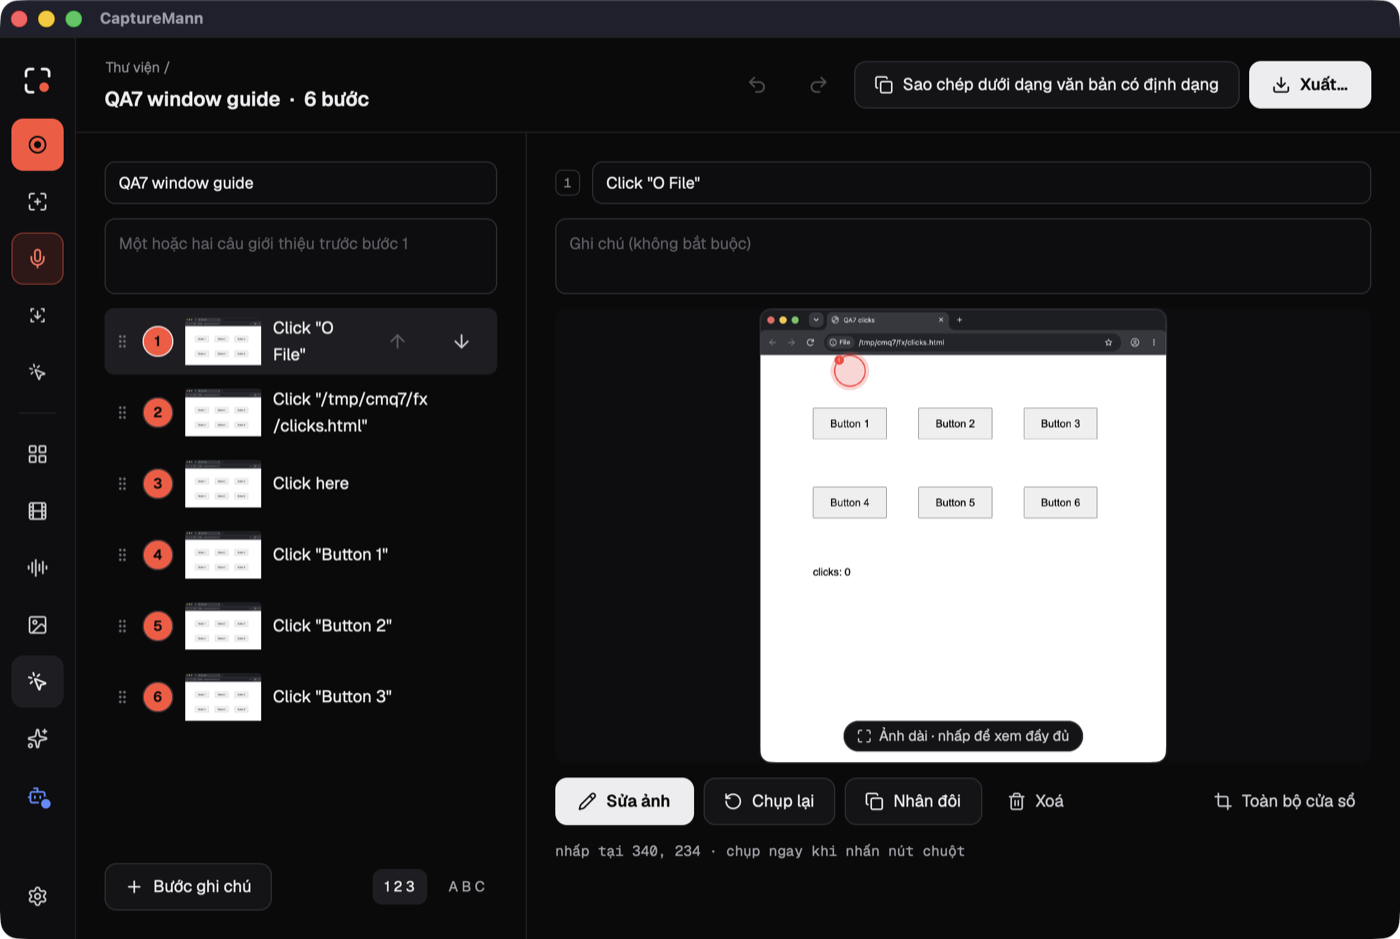 CaptureMann
Thư viện /
QA7 window guide · 6 bước
Sao chép dưới dạng văn bản có định dạng
Xuất...
QA7 window guide
Một hoặc hai câu giới thiệu trước bước 1
1
Click "O
File"
2
Click "/tmp/cmq7/fx
/clicks.html"
3
Click here
4
Click "Button 1"
5
Click "Button 2"
6
Click "Button 3"
Bước ghi chú
123
ABC
1
Click "O File"
Ghi chú (không bắt buộc)
QA7 clicks
File
/tmp/cmq7/fx/clicks.html
1
Button 1
Button 2
Button 3
Button 4
Button 5
Button 6
clicks: 0
Ảnh dài · nhấp để xem đầy đủ
Sửa ảnh
Chụp lại
Nhân đôi
Xoá
Toàn bộ cửa sổ
nhấp tại 340, 234 · chụp ngay khi nhấn nút chuột